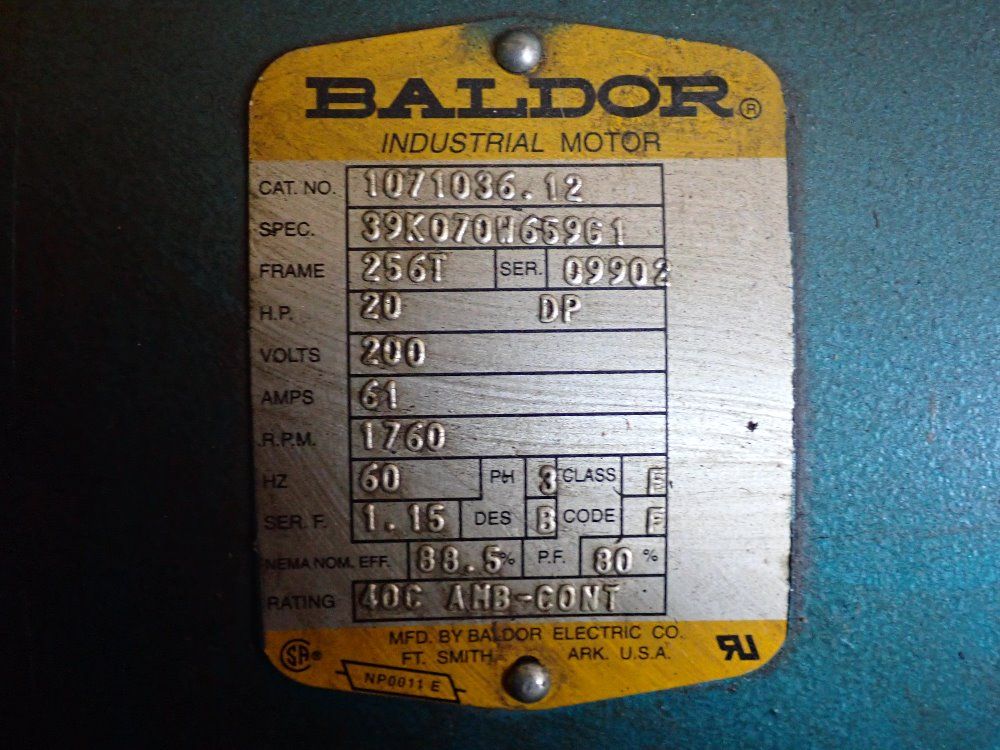 BALDOR®
INDUSTRIAL MOTOR
CAT. NO. 1071036.12
SPEC. 39K070W659G1
FRAME 256T SER. 09902
H.P. 20 DP
VOLTS 200
AMPS 61
R.P.M. 1760
HZ 60 PH 3 CLASS
SER. F. 1.15 DES B CODE F
NEMA NOM. EFF. 88.5% P.F. 80 %
RATING 40C AMB-CONT
MFD. BY BALDOR ELECTRIC CO.
FT. SMITH ARK. U.S.A.
SA®
NP0011 E